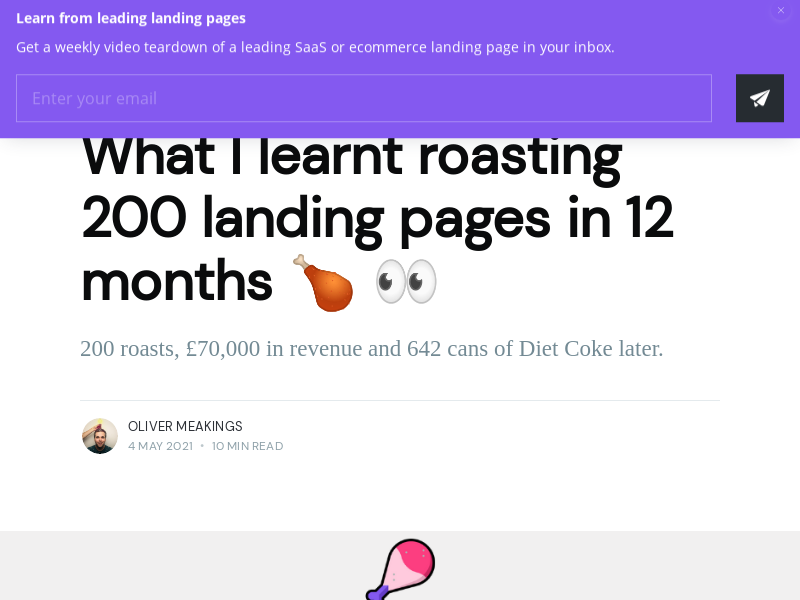 Learn from leading landing pages
Get a weekly video teardown of a leading SaaS or ecommerce landing page in your inbox.
Enter your email
What I learnt roasting
200 landing pages in 12
months 🍗 👀
200 roasts, £70,000 in revenue and 642 cans of Diet Coke later.
OLIVER MEAKINGS
4 MAY 2021 • 10 MIN READ